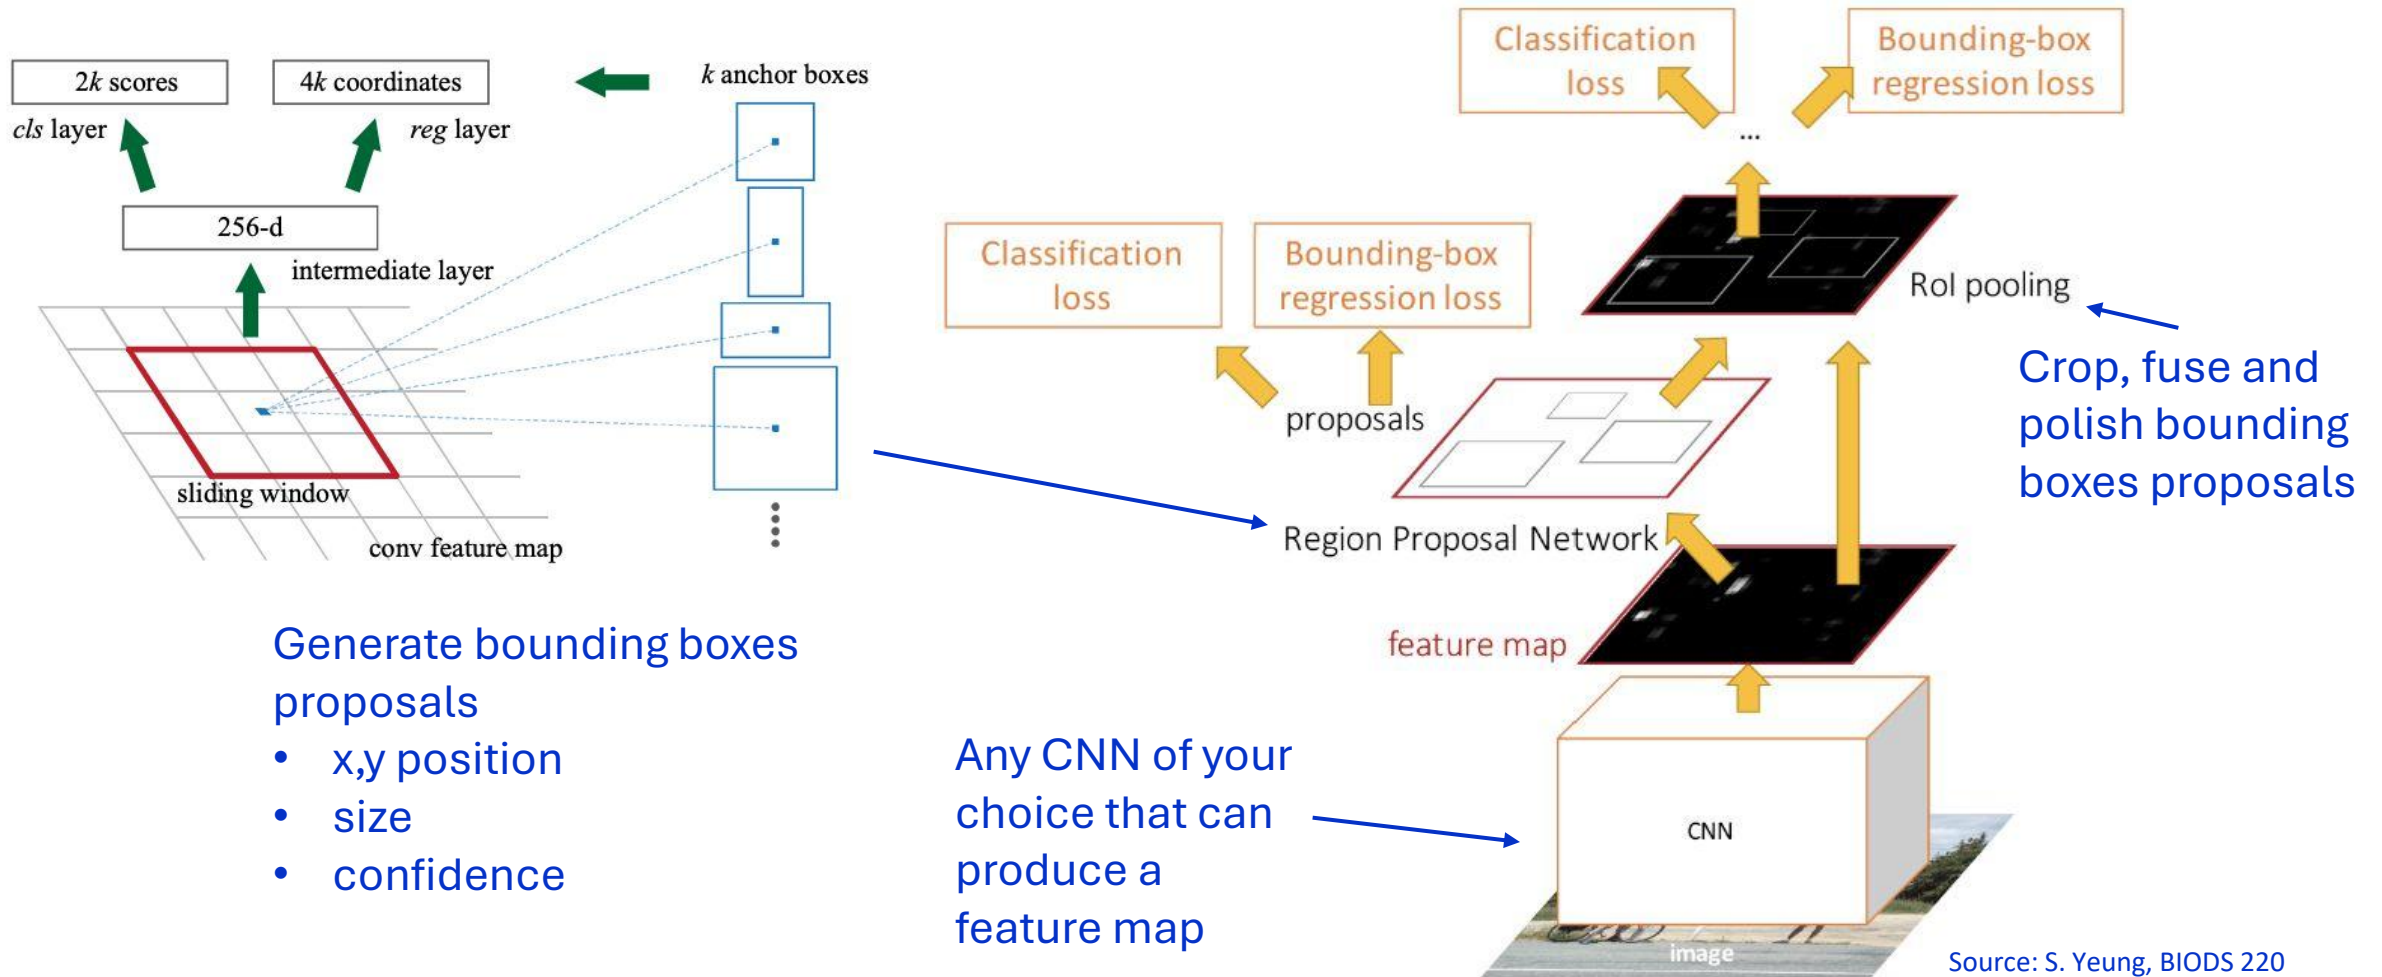 2k scores
4k coordinates
k anchor boxes
cls layer
reg layer
256-d
intermediate layer
sliding window
conv feature map
Generate bounding boxes
proposals
• x,y position
• size
• confidence
Classification
loss
Bounding-box
regression loss
...
RoI pooling
Classification
loss
Bounding-box
regression loss
proposals
Region Proposal Network
feature map
CNN
image
Crop, fuse and
polish bounding
boxes proposals
Any CNN of your
choice that can
produce a
feature map
Source: S. Yeung, BIODS 220